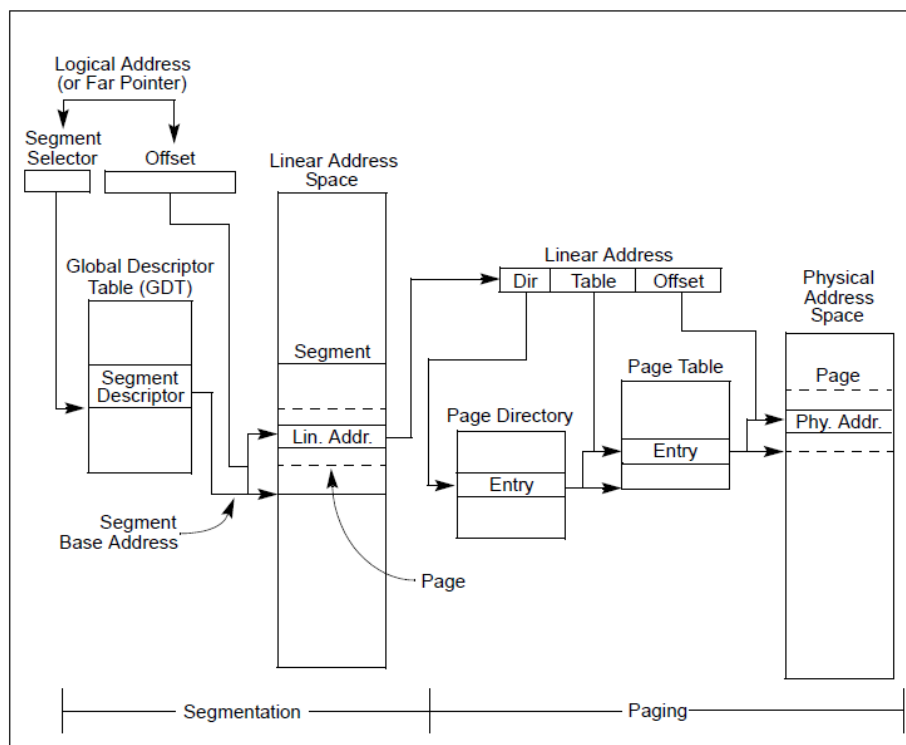 Logical Address
(or Far Pointer)
Segment
Selector
Offset
Linear Address
Space
Global Descriptor
Table (GDT)
Segment
Descriptor
Segment
Lin. Addr.
Segment
Base Address
Page
Linear Address
Dir
Table
Offset
Page Directory
Entry
Page Table
Entry
Physical
Address
Space
Page
Phy. Addr.
Segmentation
Paging